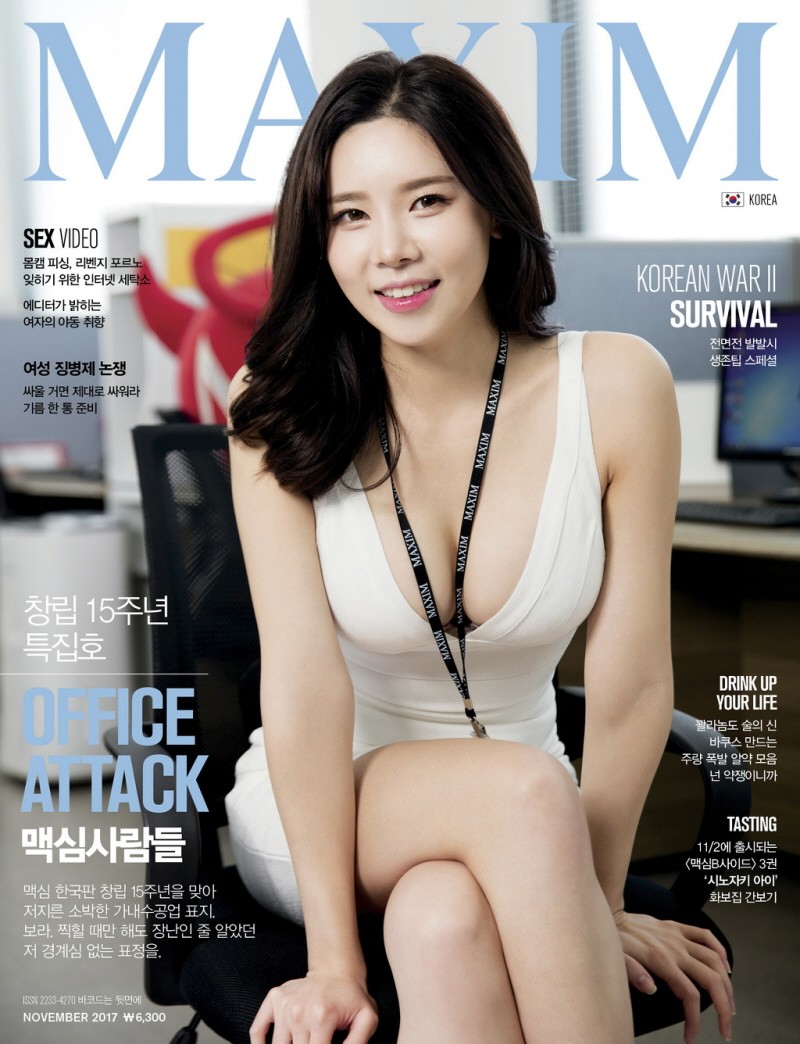 MAXIM
KOREA
SEX VIDEO
몸캠 피싱, 리벤지 포르노
잊히기 위한 인터넷 세탁소
에디터가 밝히는
여자의 야동 취향
여성 징병제 논쟁
싸울 거면 제대로 싸워라
기름 한 통 준비
KOREAN WAR II
SURVIVAL
전면전 발발시
생존팁 스페셜
MAXIM
MAXIM
MAXIM
MAXIM
MAXIM
MAXIM
MAXIM
MAXIM
창립 15주년
특집호
OFFICE
ATTACK
맥심사람들
맥심 한국판 창립 15주년을 맞아
저지른 소박한 가내수공업 표지.
보라. 찍힐 때만 해도 장난인 줄 알았던
저 경계심 없는 표정을.
DRINK UP
YOUR LIFE
꽐라놈도 술의 신
바쿠스 만드는
주량 폭발 알약 모음
넌 약쟁이니까
TASTING
11/2에 출시되는
<맥심B사이드> 3권
'시노자키 아이'
화보집 간보기
ISSN 2233-4270 바코드는 뒷면에
NOVEMBER 2017 ₩6,300